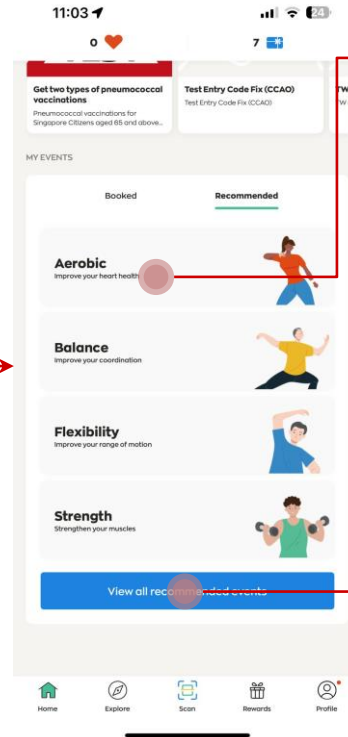 11:03
24
0
7
Get two types of pneumococcal
vaccinations
Pneumococcal vaccinations for
Singapore Citizens aged 65 and above..
Test Entry Code Fix (CCAO)
Test Entry Code Fix (CCAO)
TW
TW
MY EVENTS
Booked
Recommended
Aerobic
Improve your heart health
Balance
Improve your coordination
Flexibility
Improve your range of motion
Strength
Strengthen your muscles
View all recommended events
Home
Explore
Scan
Rewards
Profile